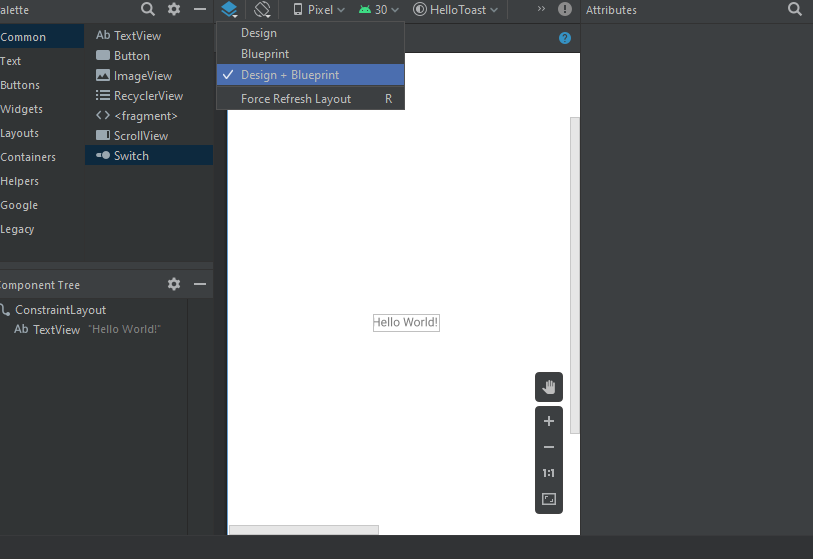 alette
Pixel
30
HelloToast
Attributes
Common
Text
Buttons
Widgets
Layouts
Containers
Helpers
Google
Legacy
Ab TextView
Button
ImageView
RecyclerView
<fragment>
ScrollView
Switch
Design
Blueprint
Design + Blueprint
Force Refresh Layout R
?
Hello World!
1:1
omponent Tree
ConstraintLayout
Ab TextView "Hello World!"